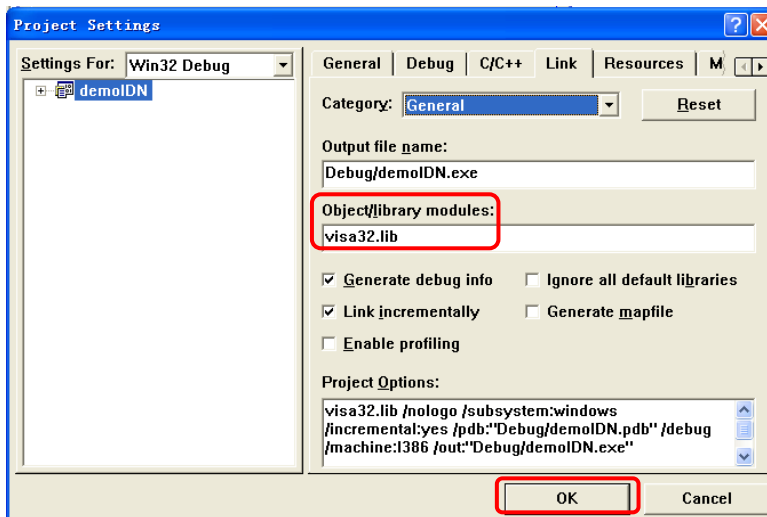 Project Settings
Settings For: Win32 Debug
demoIDN
General Debug C/C++ Link Resources M
Category: General Reset
Output file name:
Debug/demoIDN.exe
Object/library modules:
visa32.lib
Generate debug info Ignore all default libraries
Link incrementally Generate mapfile
Enable profiling
Project Options:
visa32.lib /nologo /subsystem:windows
/incremental:yes /pdb:"Debug/demoIDN.pdb" /debug
/machine:I386 /out:"Debug/demoIDN.exe"
OK Cancel